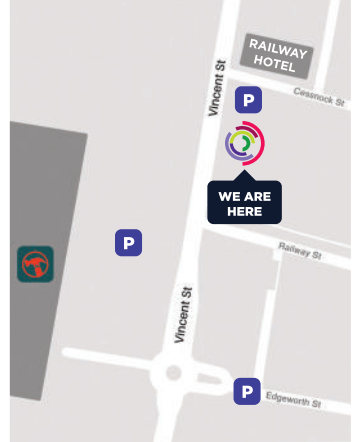 RAILWAY
HOTEL
Vincent St
Cessnock St
P
WE ARE
HERE
P
Railway St
Vincent St
P
Edgeworth St